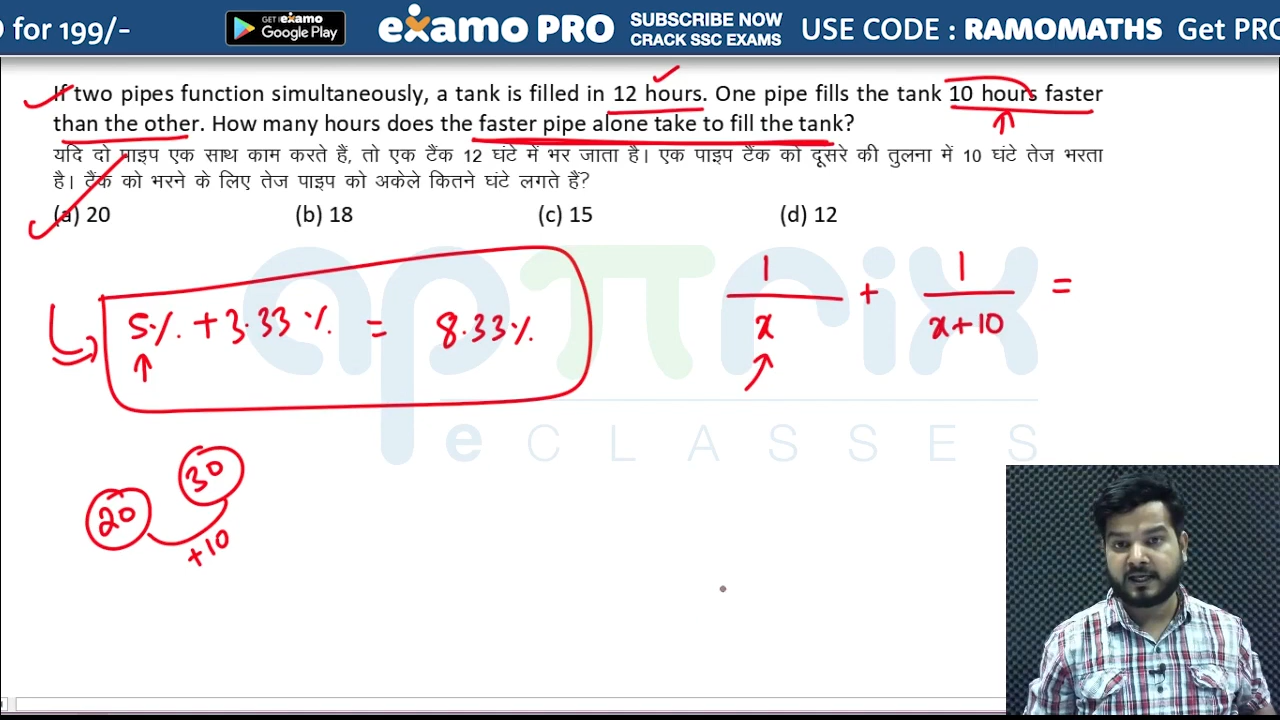 for 199/-
GET IT ON examo
Google Play
examo PRO
SUBSCRIBE NOW
CRACK SSC EXAMS
USE CODE : RAMOMATHS Get PRO
If two pipes function simultaneously, a tank is filled in 12 hours. One pipe fills the tank 10 hours faster
than the other. How many hours does the faster pipe alone take to fill the tank?
यदि दो पाइप एक साथ काम करते हैं, तो एक टैंक 12 घंटे में भर जाता है। एक पाइप टैंक को दूसरे की तुलना में 10 घंटे तेज भरता
है। टैंक को भरने के लिए तेज पाइप को अकेले कितने घंटे लगते हैं?
(a) 20 (b) 18 (c) 15 (d) 12
5% + 3.33 % = 8.33%
1/x + 1/x+10 =
30
20
+10
apπrix
eCLASSES